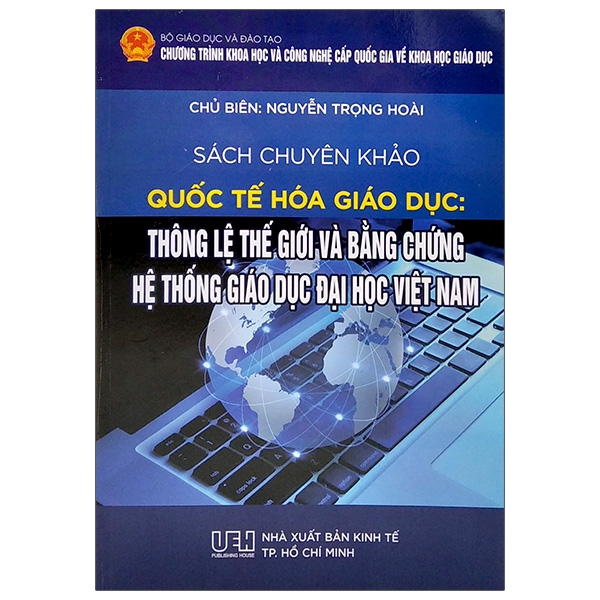 BỘ GIÁO DỤC VÀ ĐÀO TẠO
CHƯƠNG TRÌNH KHOA HỌC VÀ CÔNG NGHỆ CẤP QUỐC GIA VỀ KHOA HỌC GIÁO DỤC
CHỦ BIÊN: NGUYỄN TRỌNG HOÀI
SÁCH CHUYÊN KHẢO
QUỐC TẾ HÓA GIÁO DỤC:
THÔNG LỆ THẾ GIỚI VÀ BẰNG CHỨNG
HỆ THỐNG GIÁO DỤC ĐẠI HỌC VIỆT NAM
UEH
PUBLISHING HOUSE
NHÀ XUẤT BẢN KINH TẾ
TP. HỒ CHÍ MINH